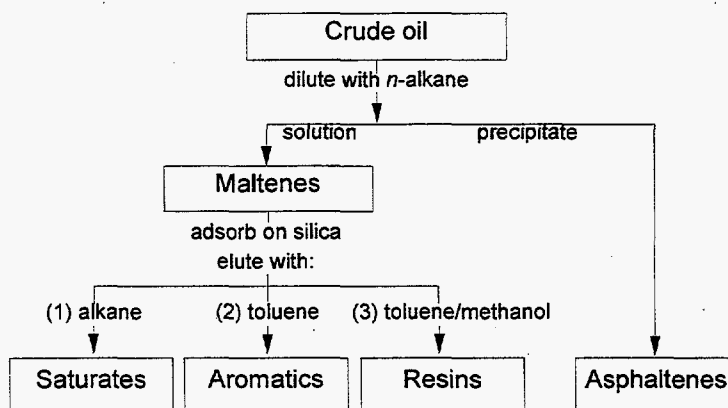 Crude oil
dilute with n-alkane
solution precipitate
Maltenes
adsorb on silica
elute with:
(1) alkane (2) toluene (3) toluene/methanol
Saturates Aromatics Resins Asphaltenes